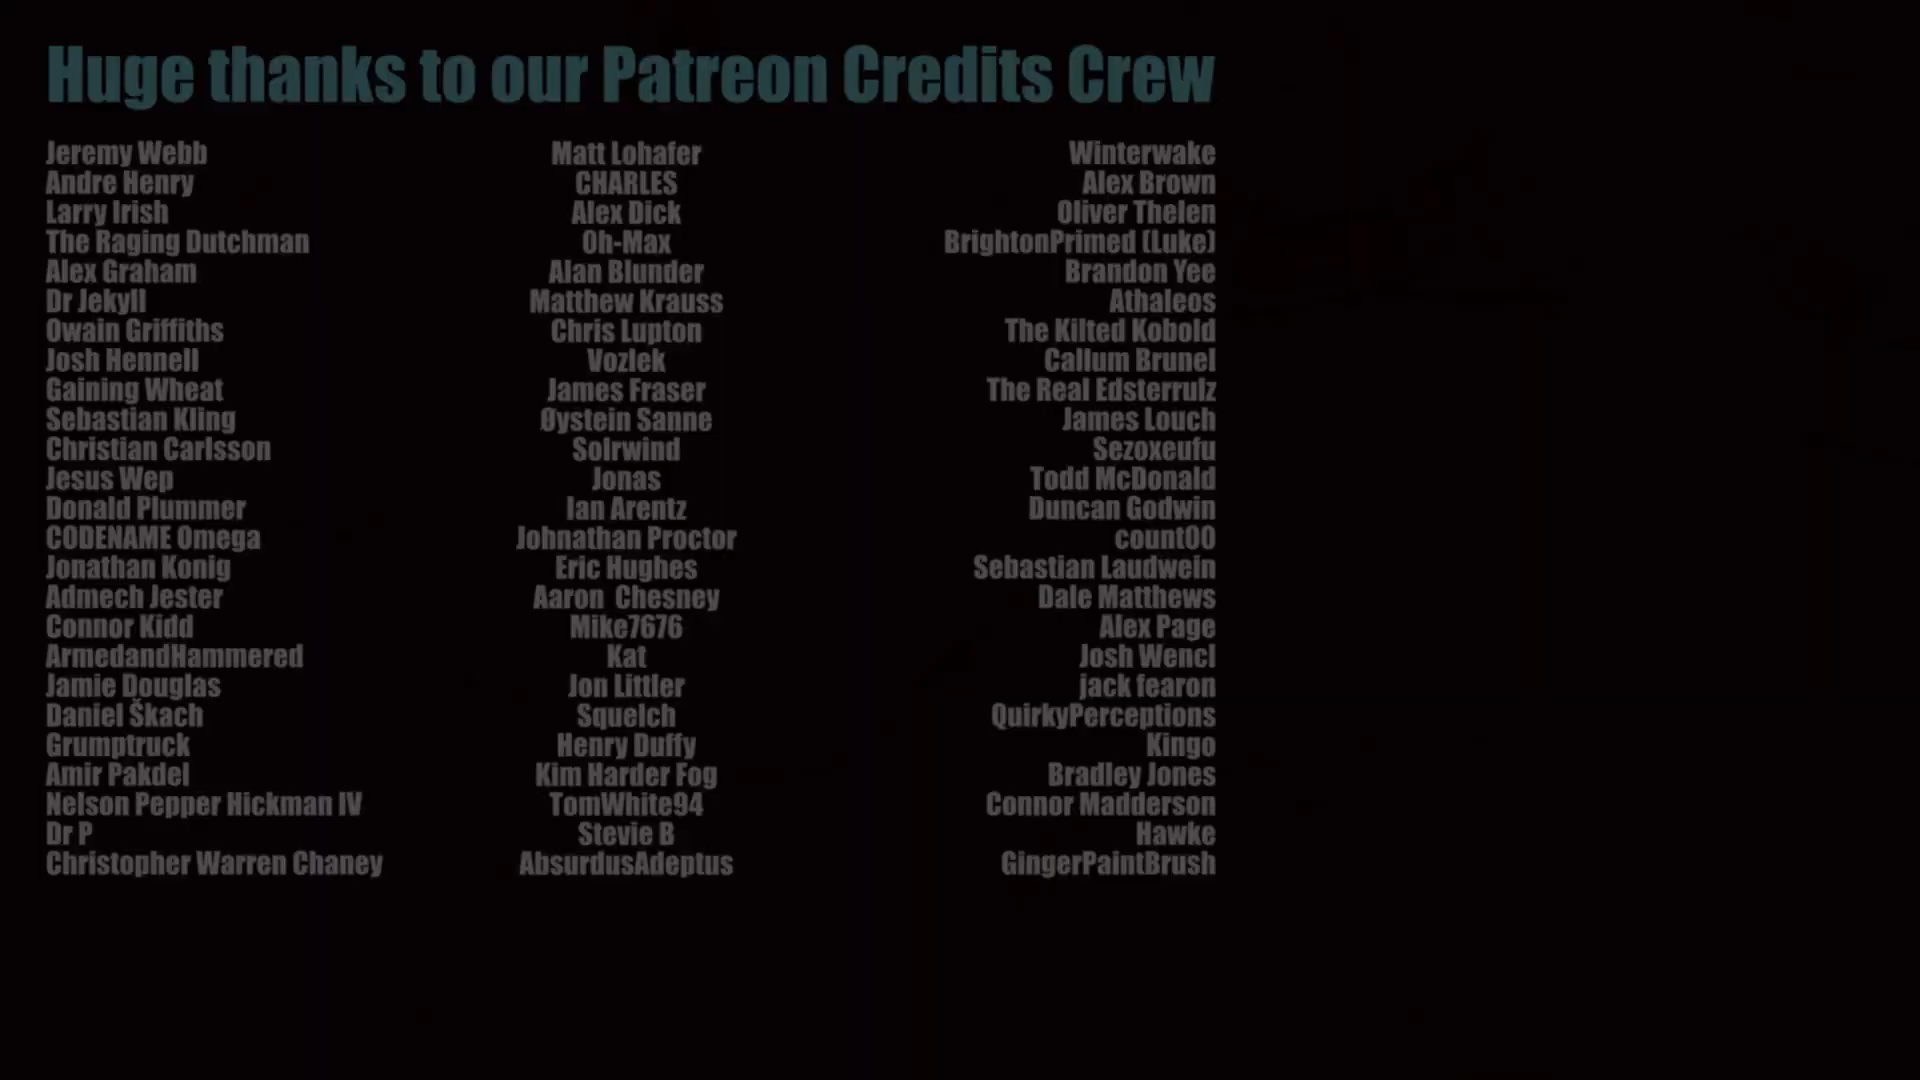 Huge thanks to our Patreon Credits Crew
Jeremy Webb
Andre Henry
Larry Irish
The Raging Dutchman
Alex Graham
Dr Jekyll
Owain Griffiths
Josh Hennell
Gaining Wheat
Sebastian Kling
Christian Carlsson
Jesus Wep
Donald Plummer
CODENAME Omega
Jonathan Konig
Admech Jester
Connor Kidd
ArmedandHammered
Jamie Douglas
Daniel Škach
Grumptruck
Amir Pakdel
Nelson Pepper Hickman IV
Dr P
Christopher Warren Chaney
Matt Lohafer
CHARLES
Alex Dick
Oh-Max
Alan Blunder
Matthew Krauss
Chris Lupton
Vozlek
James Fraser
Øystein Sanne
Solrwind
Jonas
Ian Arentz
Johnathan Proctor
Eric Hughes
Aaron  Chesney
Mike7676
Kat
Jon Littler
Squelch
Henry Duffy
Kim Harder Fog
TomWhite94
Stevie B
AbsurdusAdeptus
Winterwake
Alex Brown
Oliver Thelen
BrightonPrimed (Luke)
Brandon Yee
Athaleos
The Kilted Kobold
Callum Brunel
The Real Edsterrulz
James Louch
Sezoxeufu
Todd McDonald
Duncan Godwin
count00
Sebastian Laudwein
Dale Matthews
Alex Page
Josh Wencl
jack fearon
QuirkyPerceptions
Kingo
Bradley Jones
Connor Madderson
Hawke
GingerPaintBrush